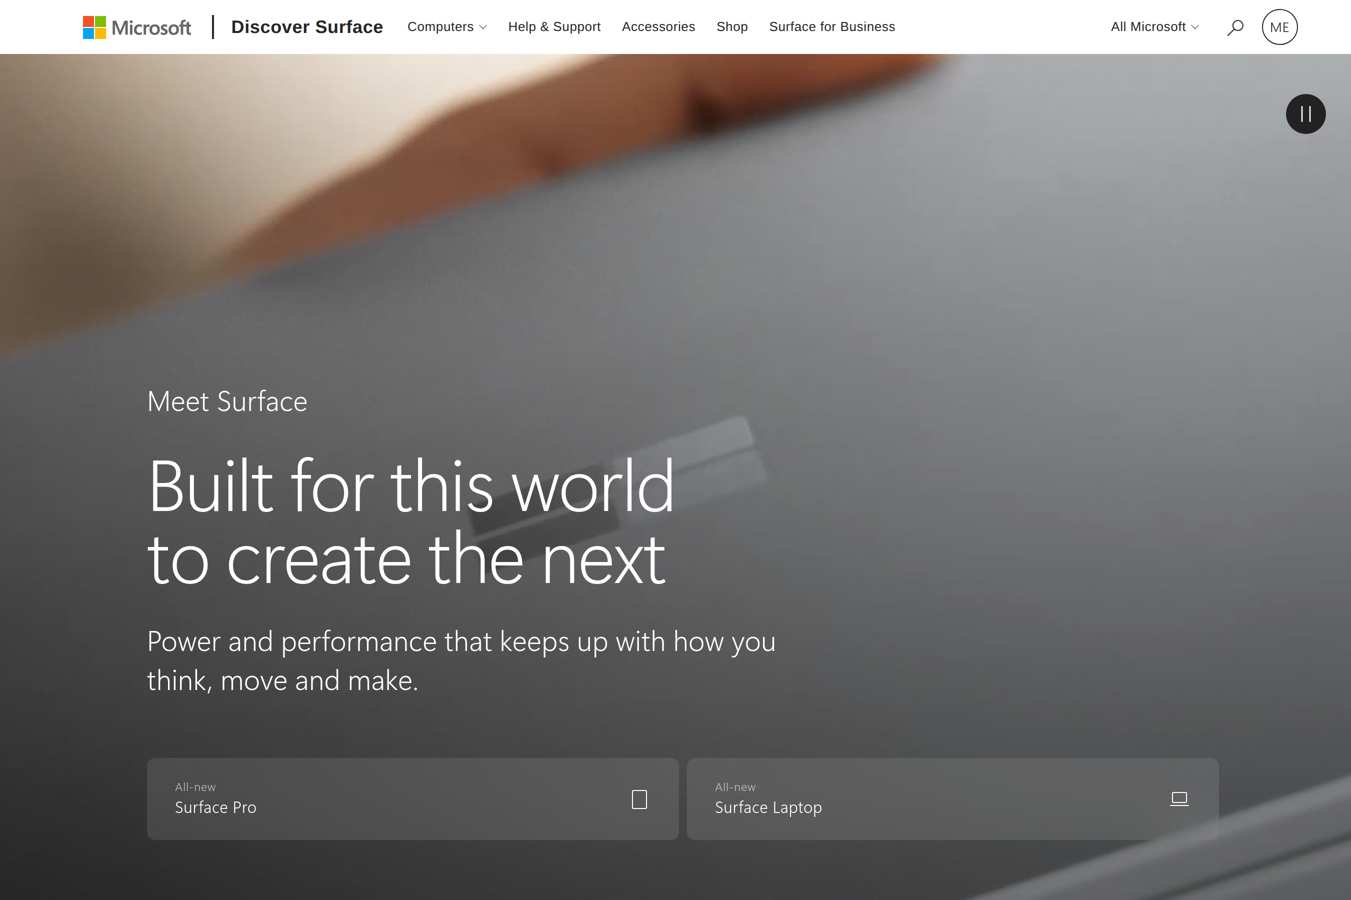 Microsoft
Discover Surface
Computers
Help & Support
Accessories
Shop
Surface for Business
All Microsoft
ME
Meet Surface
Built for this world
to create the next
Power and performance that keeps up with how you
think, move and make.
All-new
Surface Pro
All-new
Surface Laptop